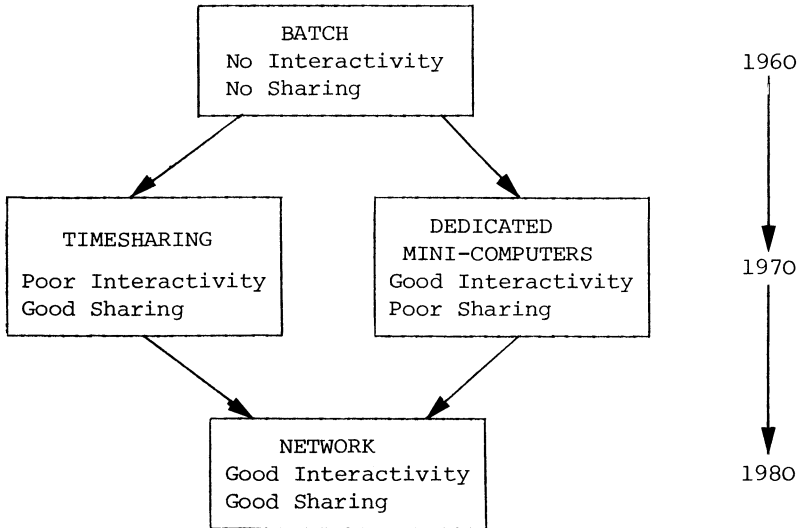 BATCH
No Interactivity
No Sharing
1960
TIMESHARING
Poor Interactivity
Good Sharing
DEDICATED
MINI-COMPUTERS
Good Interactivity
Poor Sharing
1970
NETWORK
Good Interactivity
Good Sharing
1980